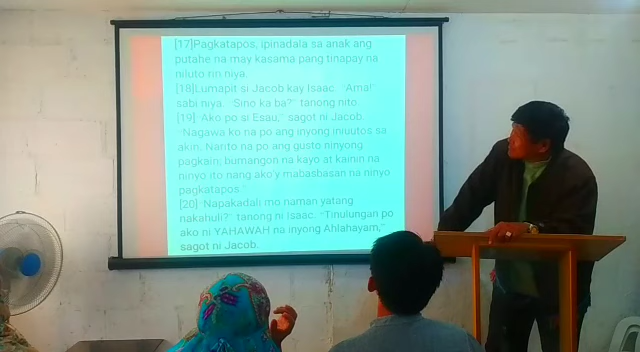 [17]Pagkatapos, ipinadala sa anak ang
putahe na may kasama pang tinapay na
niluto rin niya.
[18]Lumapit si Jacob kay Isaac. "Ama!"
sabi niya. "Sino ka ba?" tanong nito.
[19] "Ako po si Esau," sagot ni Jacob.
"Nagawa ko na po ang inyong iniuutos sa
akin. Narito na po ang gusto ninyong
pagkain; bumangon na kayo at kainin na
ninyo ito nang ako'y mabasbasan na ninyo
pagkatapos."
[20] "Napakadali mo naman yatang
nakahuli?" tanong ni Isaac. "Tinulungan po
ako ni YAHAWAH na inyong Ahlahayam,"
sagot ni Jacob.